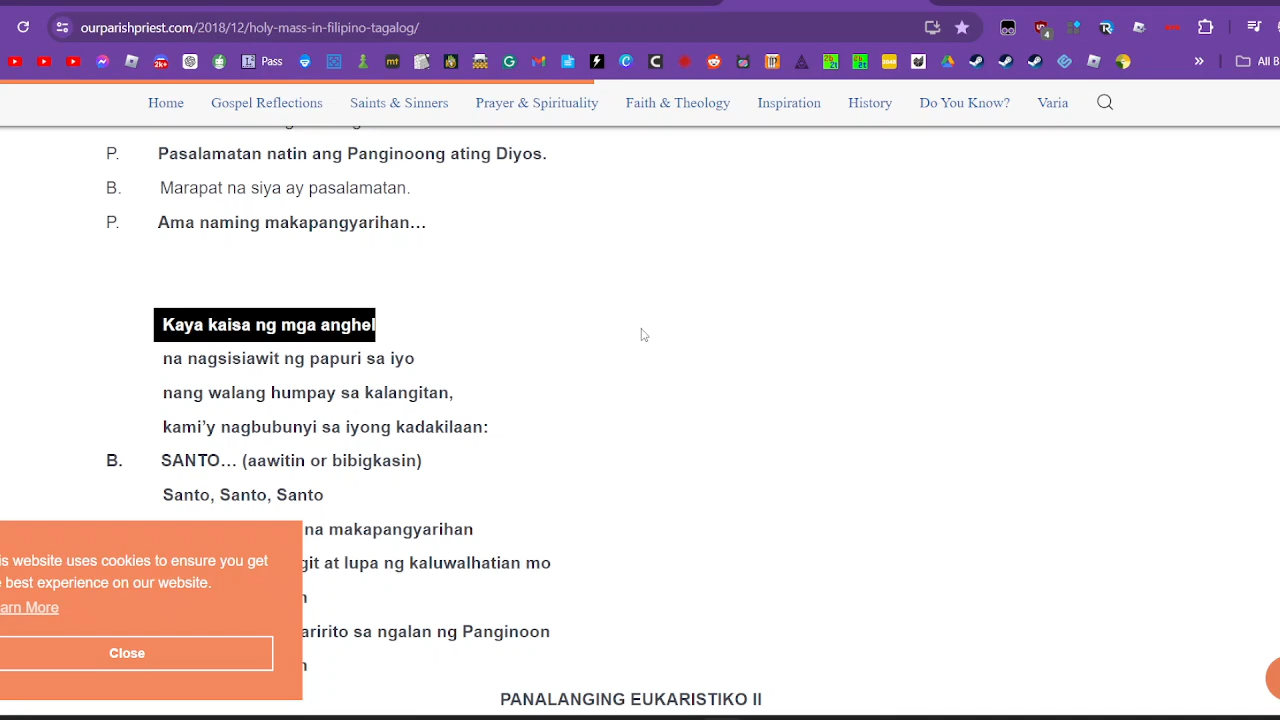 ourparishpriest.com/2018/12/holy-mass-in-filipino-tagalog/
Pass
All B
Home Gospel Reflections Saints & Sinners Prayer & Spirituality Faith & Theology Inspiration History Do You Know? Varia
P. Pasalamatan natin ang Panginoong ating Diyos.
B. Marapat na siya ay pasalamatan.
P. Ama naming makapangyarihan…
Kaya kaisa ng mga anghel
na nagsisiawit ng papuri sa iyo
nang walang humpay sa kalangitan,
kami’y nagbubunyi sa iyong kadakilaan:
B. SANTO… (aawitin or bibigkasin)
Santo, Santo, Santo
na makapangyarihan
git at lupa ng kaluwalhatian mo
n
aririto sa ngalan ng Panginoon
n
is website uses cookies to ensure you get
e best experience on our website.
arn More
Close
PANALANGING EUKARISTIKO II